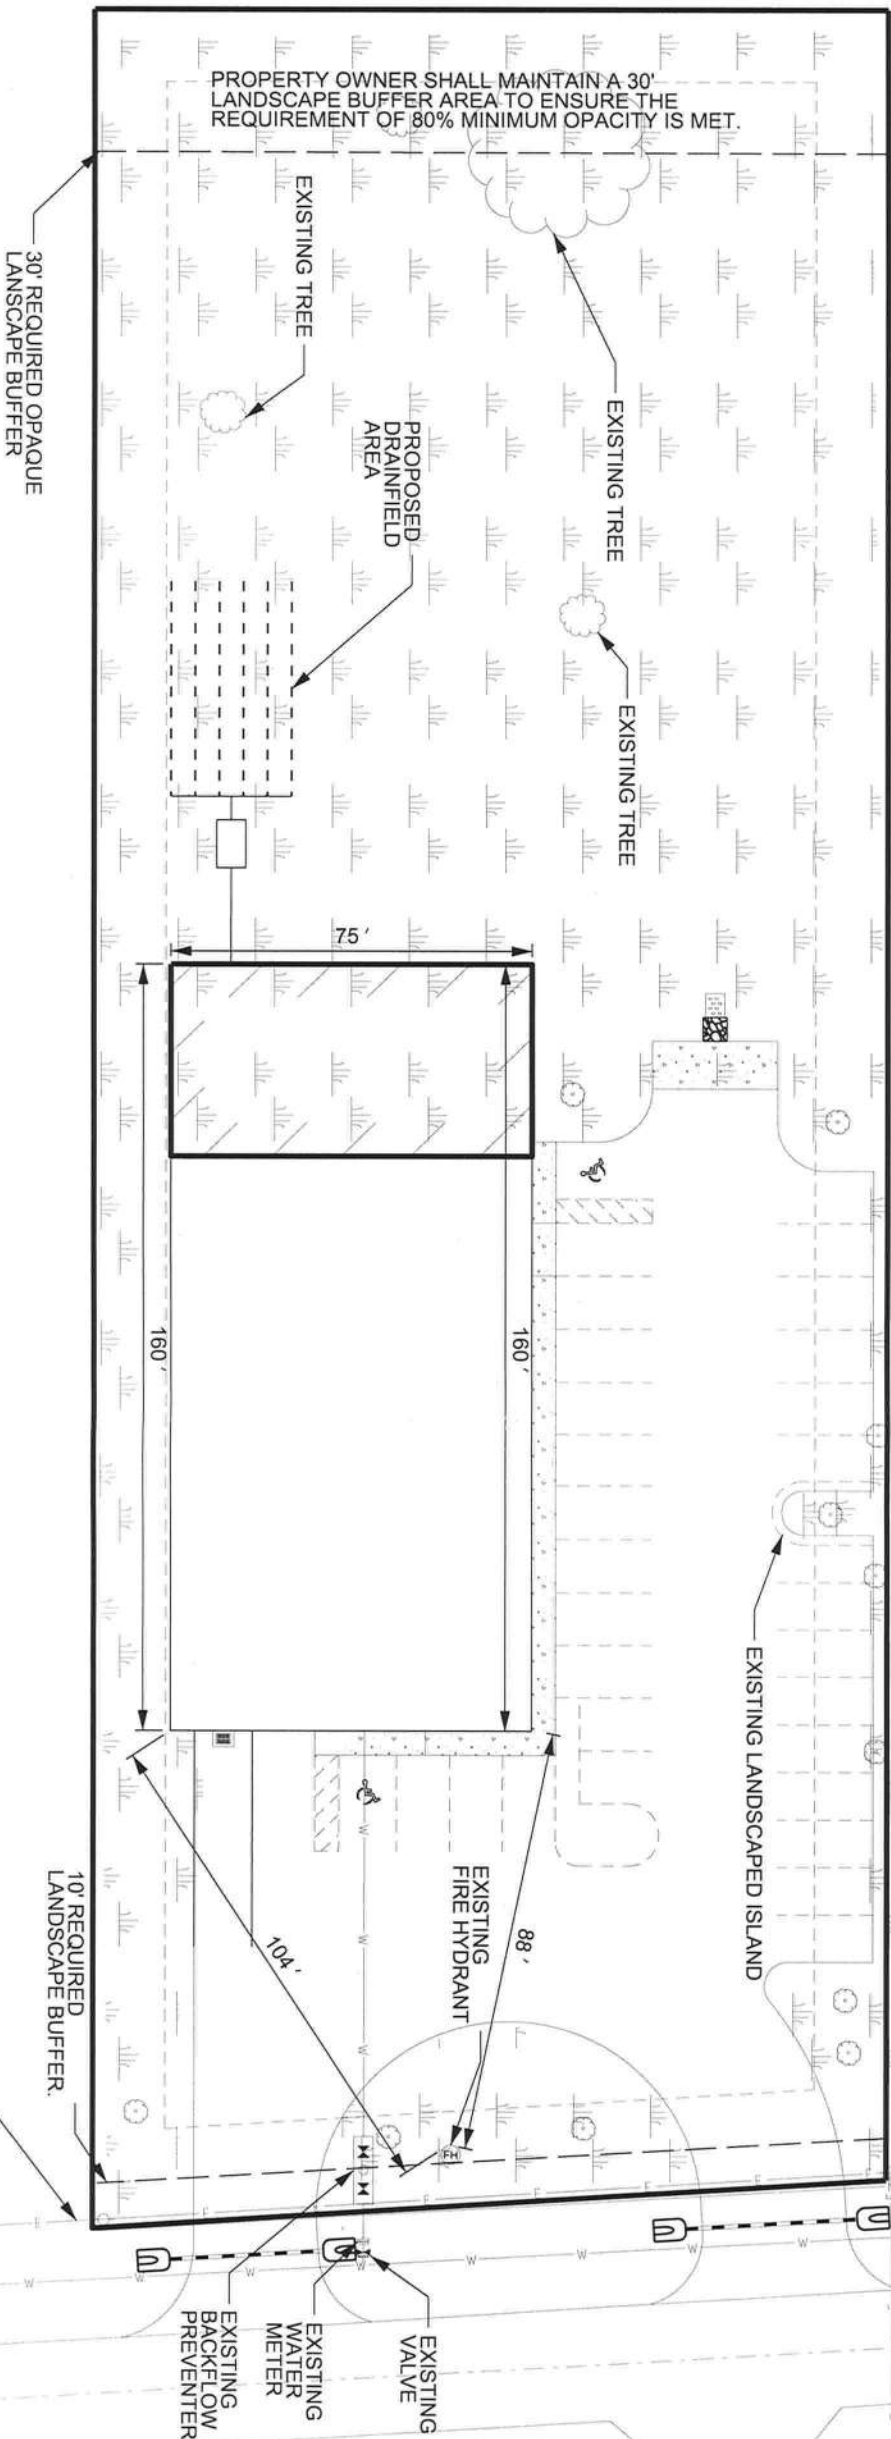 PROPERTY OWNER SHALL MAINTAIN A 30'
LANDSCAPE BUFFER AREA TO ENSURE THE
REQUIREMENT OF 80% MINIMUM OPACITY IS MET.
EXISTING TREE
30' REQUIRED OPAQUE
LANSCAPE BUFFER
EXISTING TREE
PROPOSED
DRAINFIELD
AREA
EXISTING TREE
75'
160'
160'
EXISTING LANDSCAPED ISLAND
EXISTING
FIRE HYDRANT
88'
104'
10' REQUIRED
LANDSCAPE BUFFER.
FH
W
W
W
W
E
E
E
E
E
E
E
W
W
W
W
W
W
W
W
EXISTING
VALVE
EXISTING
WATER
METER
EXISTING
BACKFLOW
PREVENTER